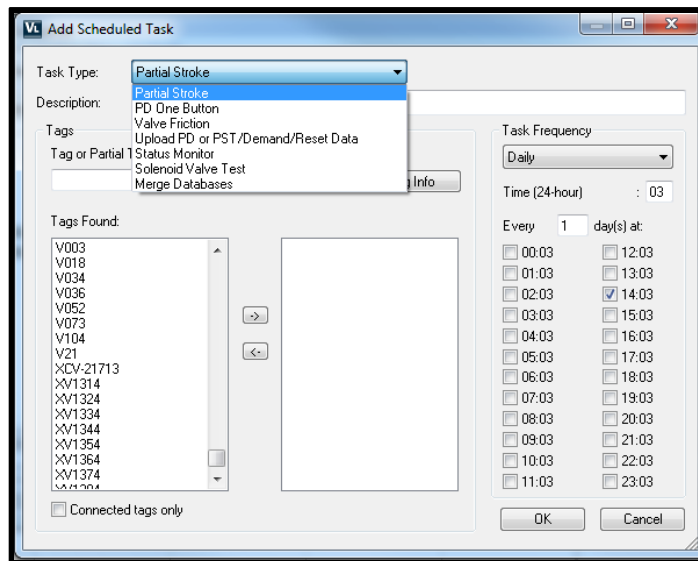 VL Add Scheduled Task
Task Type: Partial Stroke
Partial Stroke
PD One Button
Valve Friction
Upload PD or PST/Demand/Reset Data
Status Monitor
Solenoid Valve Test
Merge Databases
Description:
Tags
Tag or Partial T
Info
Tags Found:
V003
V018
V034
V036
V052
V073
V104
V21
XCV-21713
XV1314
XV1324
XV1334
XV1344
XV1354
XV1364
XV1374
->
<-
Connected tags only
Task Frequency
Daily
Time (24-hour) : 03
Every 1 day(s) at:
00:03 12:03
01:03 13:03
02:03 14:03
03:03 15:03
04:03 16:03
05:03 17:03
06:03 18:03
07:03 19:03
08:03 20:03
09:03 21:03
10:03 22:03
11:03 23:03
OK Cancel